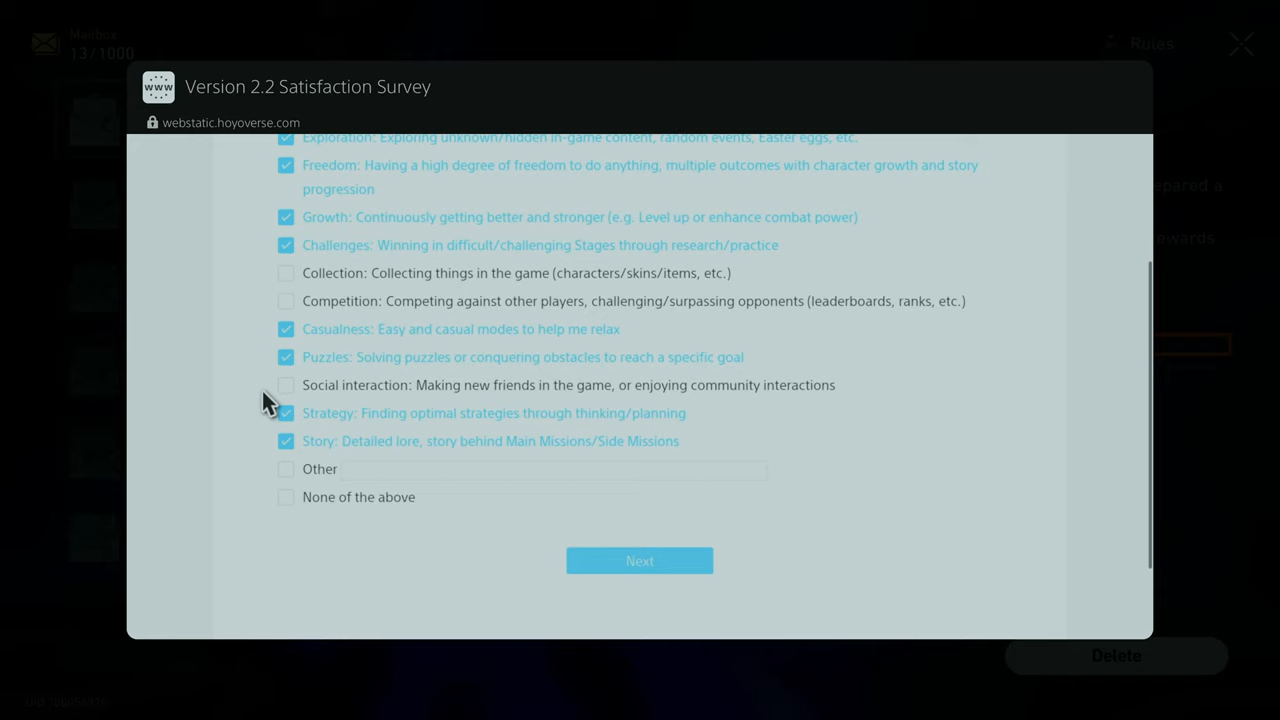 Mailbox
13/1000
Rules
www
Version 2.2 Satisfaction Survey
webstatic.hoyoverse.com
Exploration: Exploring unknown/hidden in-game content, random events, Easter eggs, etc.
Freedom: Having a high degree of freedom to do anything, multiple outcomes with character growth and story
progression
epared a
Growth: Continuously getting better and stronger (e.g. Level up or enhance combat power)
ewards
Challenges: Winning in difficult/challenging Stages through research/practice
Collection: Collecting things in the game (characters/skins/items, etc.)
Competition: Competing against other players, challenging/surpassing opponents (leaderboards, ranks, etc.)
Casualness: Easy and casual modes to help me relax
Puzzles: Solving puzzles or conquering obstacles to reach a specific goal
Social interaction: Making new friends in the game, or enjoying community interactions
Strategy: Finding optimal strategies through thinking/planning
Story: Detailed lore, story behind Main Missions/Side Missions
Other
None of the above
Next
Delete